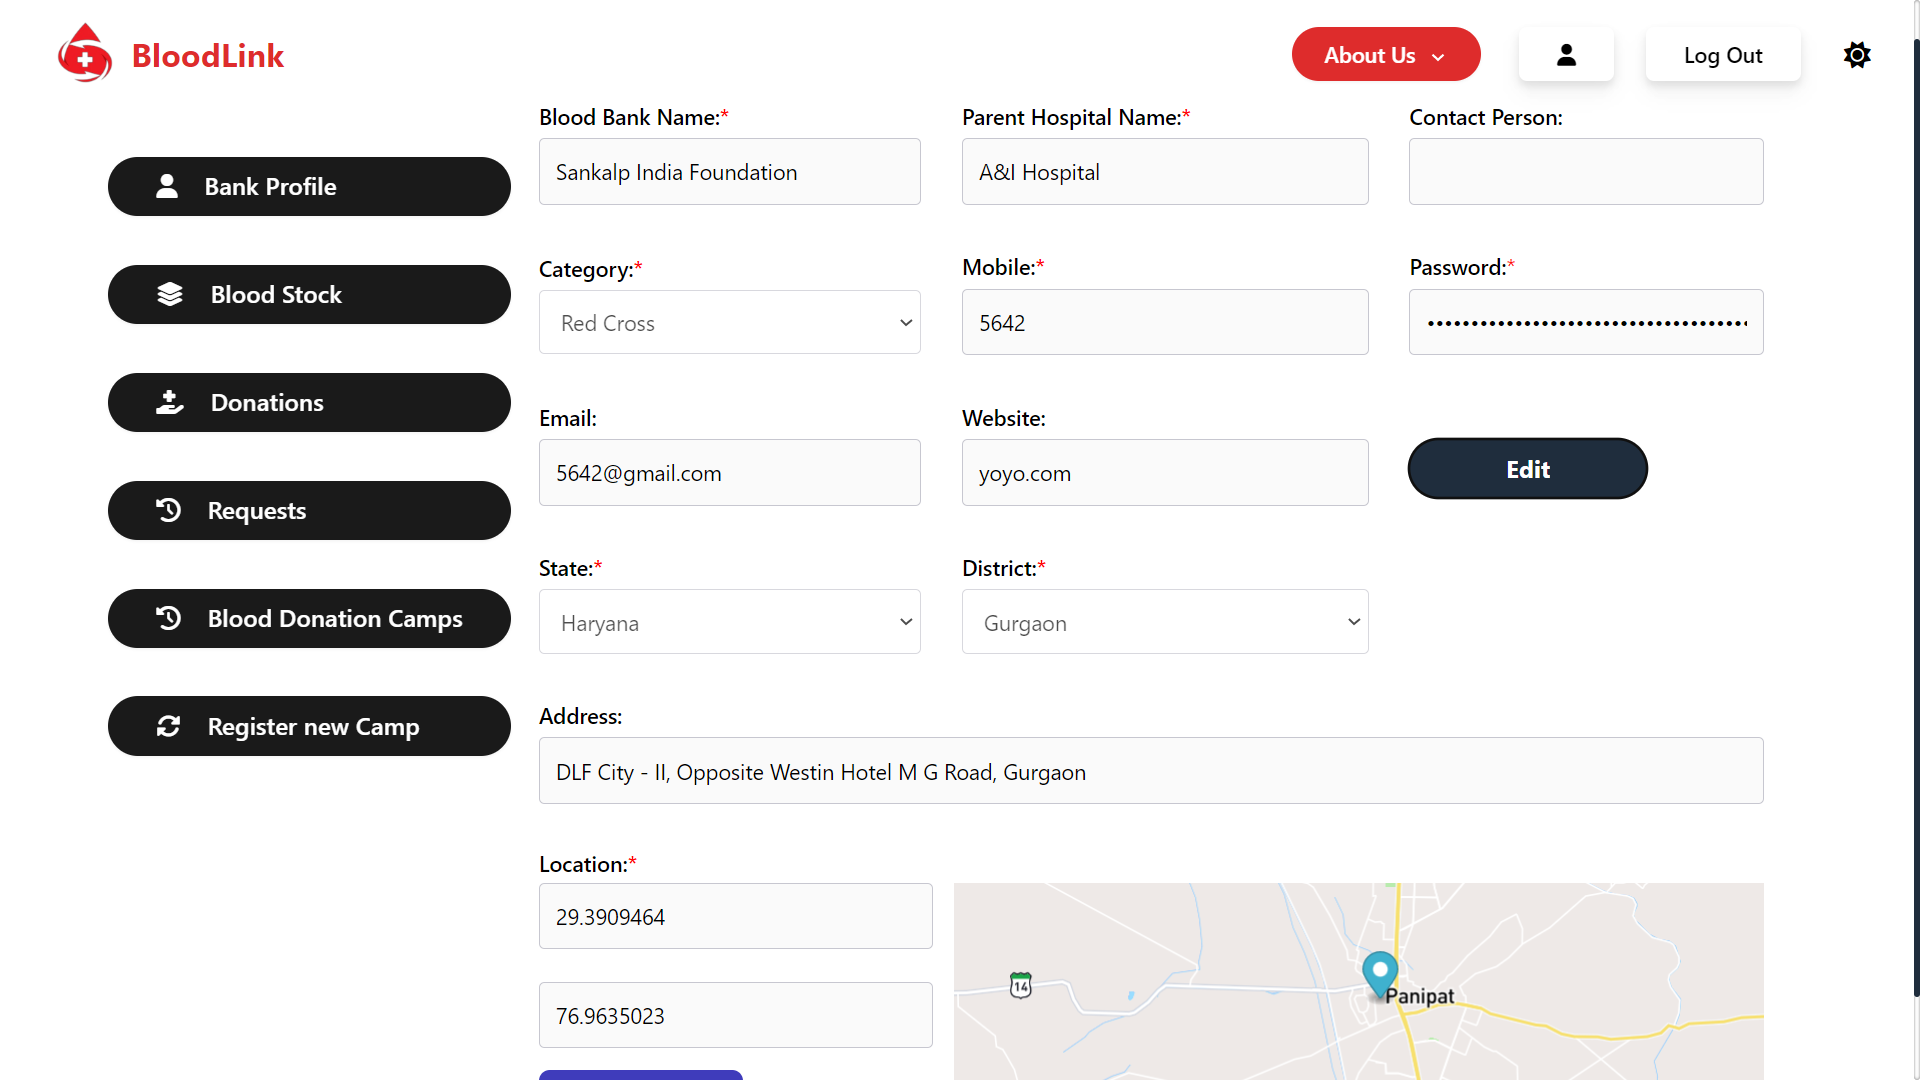 BloodLink
About Us
Log Out
Bank Profile
Blood Stock
Donations
Requests
Blood Donation Camps
Register new Camp
Blood Bank Name:*
Sankalp India Foundation
Parent Hospital Name:*
A&I Hospital
Contact Person:
Category:*
Red Cross
Mobile:*
5642
Password:*
Email:
5642@gmail.com
Website:
yoyo.com
Edit
State:*
Haryana
District:*
Gurgaon
Address:
DLF City - II, Opposite Westin Hotel M G Road, Gurgaon
Location:*
29.3909464
76.9635023
14
Panipat